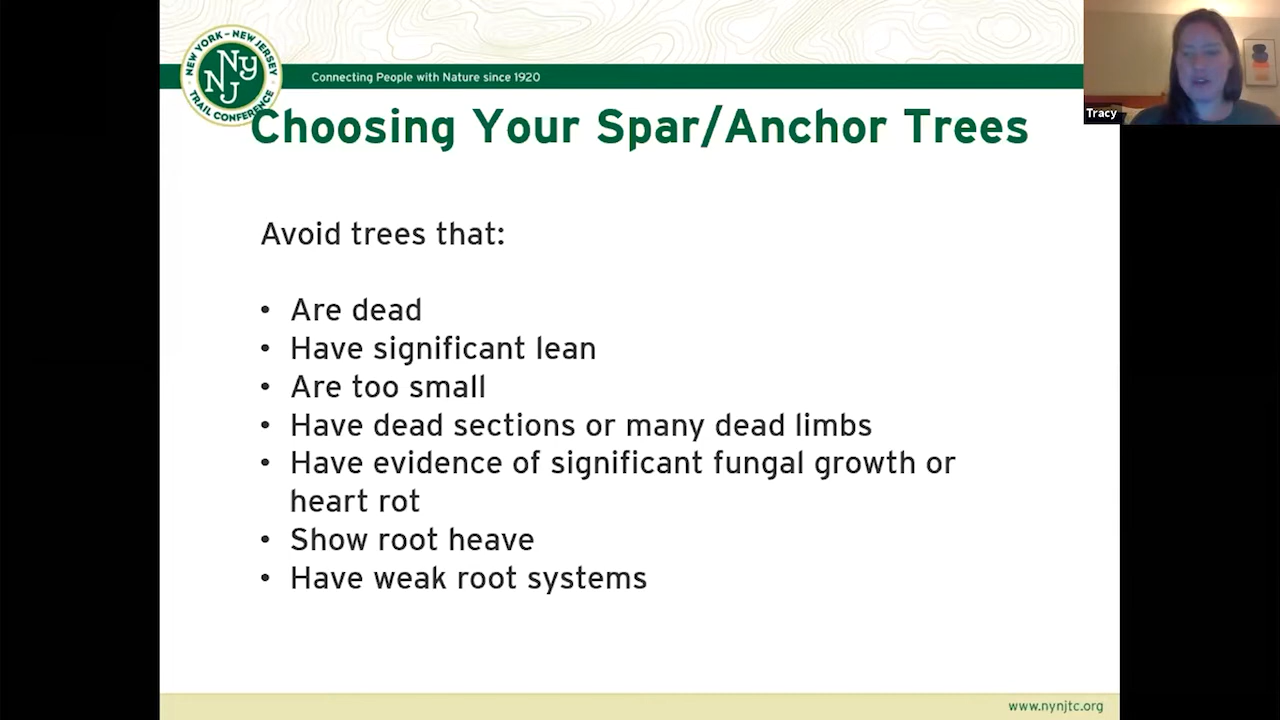 NEW YORK - NEW JERSEY
NY
NJ
TRAIL CONFERENCE
Connecting People with Nature since 1920
Tracy
Choosing Your Spar/Anchor Trees
Avoid trees that:
• Are dead
• Have significant lean
• Are too small
• Have dead sections or many dead limbs
• Have evidence of significant fungal growth or
heart rot
• Show root heave
• Have weak root systems
www.nynjtc.org